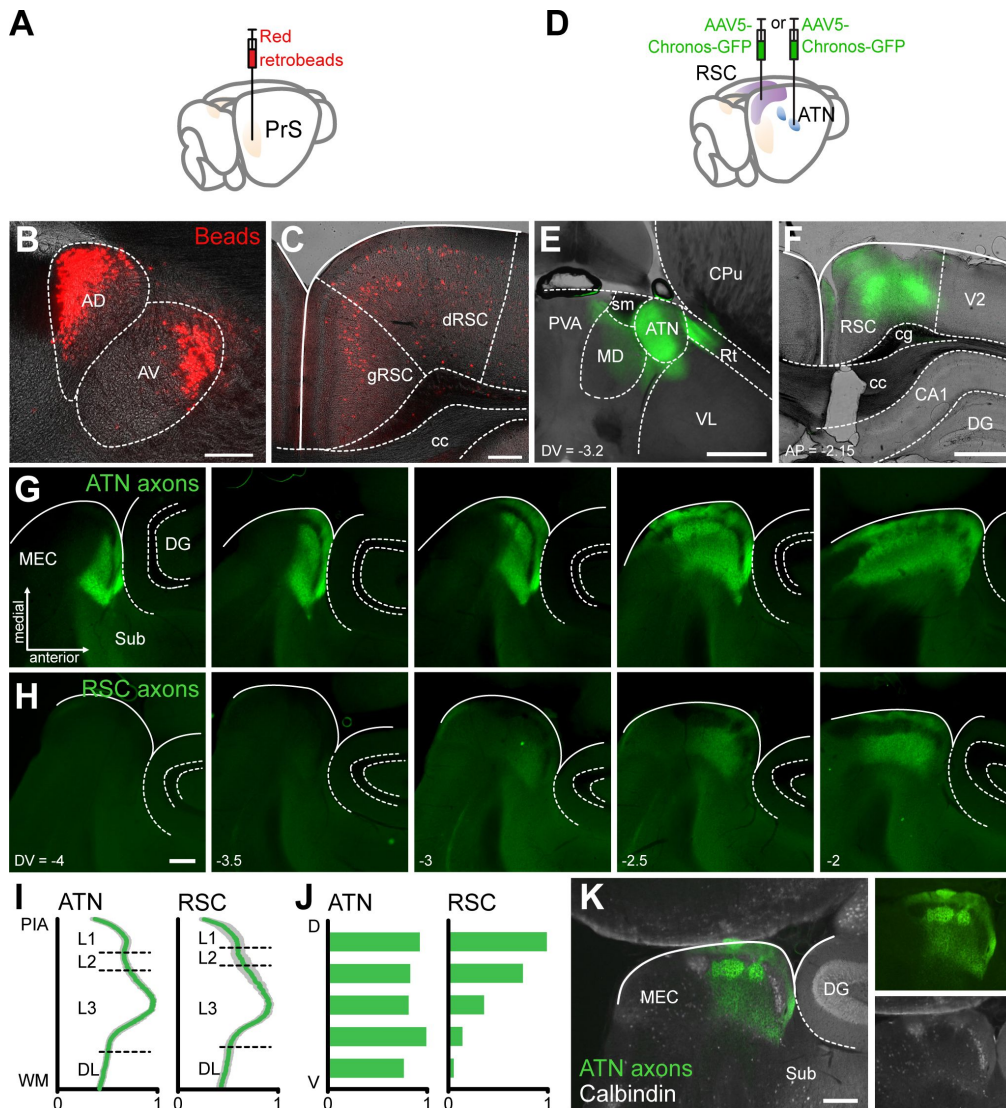 A
Red
retrobeads
PrS
D
AAV5- or AAV5-
Chronos-GFP Chronos-GFP
RSC
ATN
B
Beads
AD
AV
C
dRSC
gRSC
cc
E
CPu
sm
PVA
ATN
MD
Rt
VL
DV = -3.2
F
V2
RSC
cg
cc
CA1
DG
AP = -2.15
G
ATN axons
MEC
DG
medial
anterior
Sub
H
RSC axons
DV = -4
-3.5
-3
-2.5
-2
I
ATN RSC
PIA
L1 L1
L2 L2
L3 L3
DL DL
WM
0 1 0 1
J
ATN RSC
D
V
0 1 0 1
K
MEC
DG
ATN axons
Calbindin
Sub